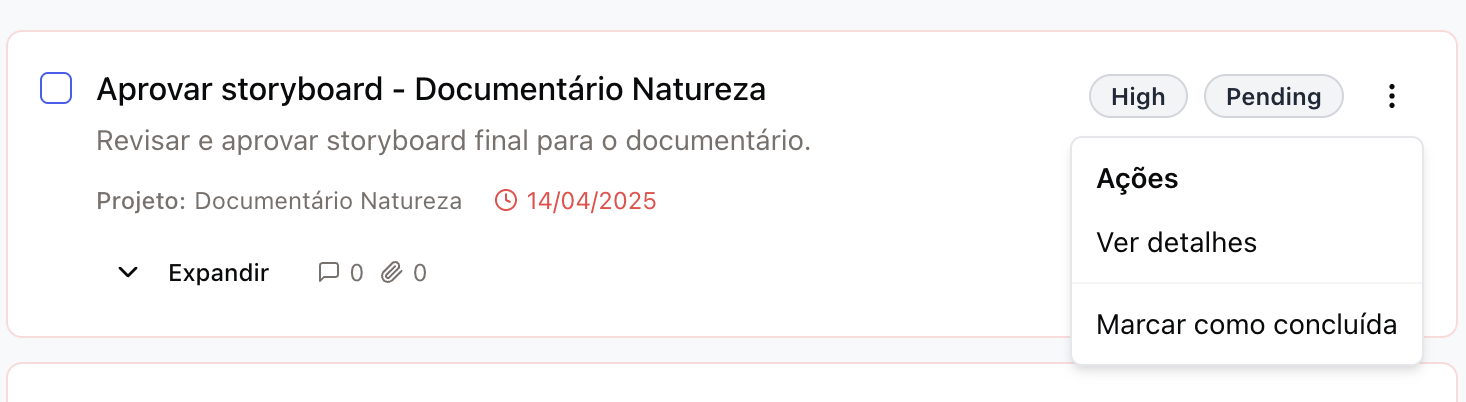 Aprovar storyboard - Documentário Natureza
High
Pending
Revisar e aprovar storyboard final para o documentário.
Projeto: Documentário Natureza
14/04/2025
Expandir
0
0
Ações
Ver detalhes
Marcar como concluída